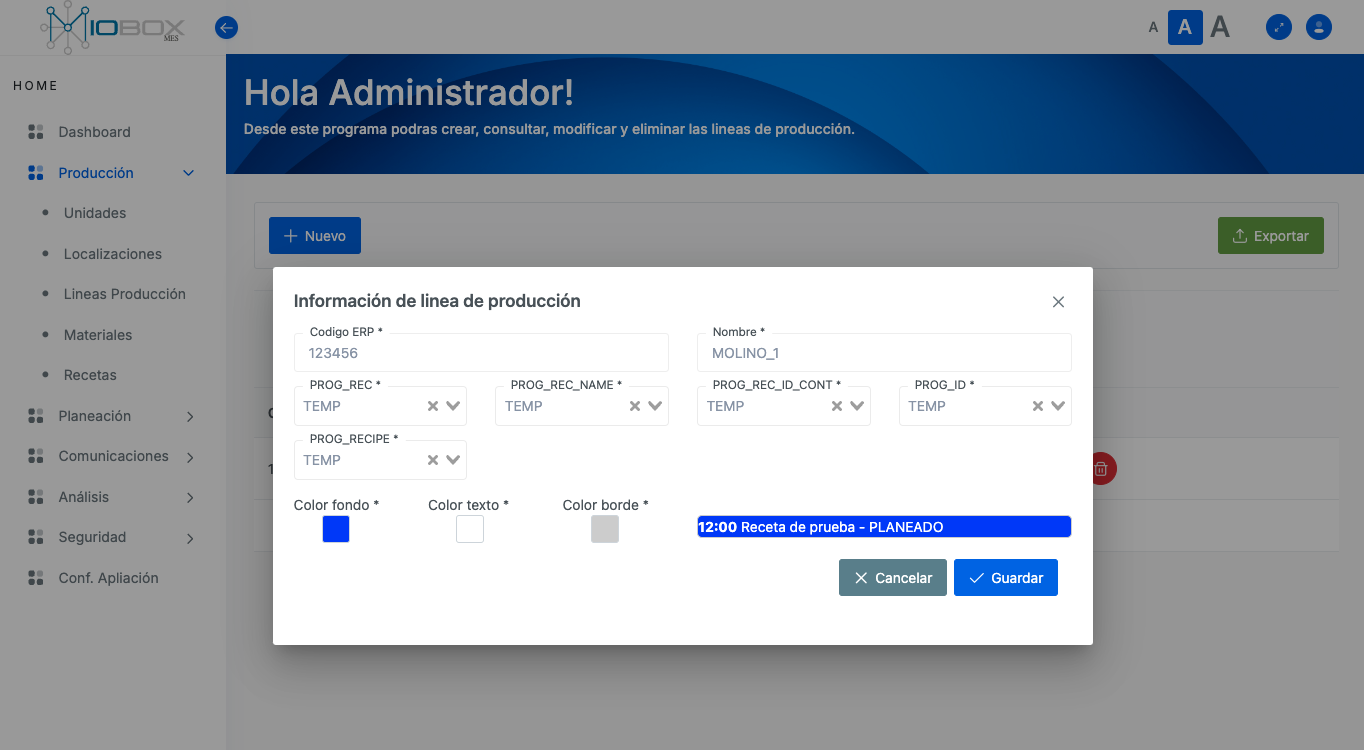 IOBOX
MES
A A A
HOME
Hola Administrador!
Desde este programa podras crear, consultar, modificar y eliminar las lineas de producción.
Dashboard
Producción
Unidades
Localizaciones
Lineas Producción
Materiales
Recetas
Planeación
Comunicaciones
Análisis
Seguridad
Conf. Apliación
Nuevo
Exportar
Información de linea de producción
Codigo ERP *
123456
Nombre *
MOLINO_1
PROG_REC *
TEMP
PROG_REC_NAME *
TEMP
PROG_REC_ID_CONT *
TEMP
PROG_ID *
TEMP
PROG_RECIPE *
TEMP
Color fondo *
Color texto *
Color borde *
12:00 Receta de prueba - PLANEADO
Cancelar
Guardar